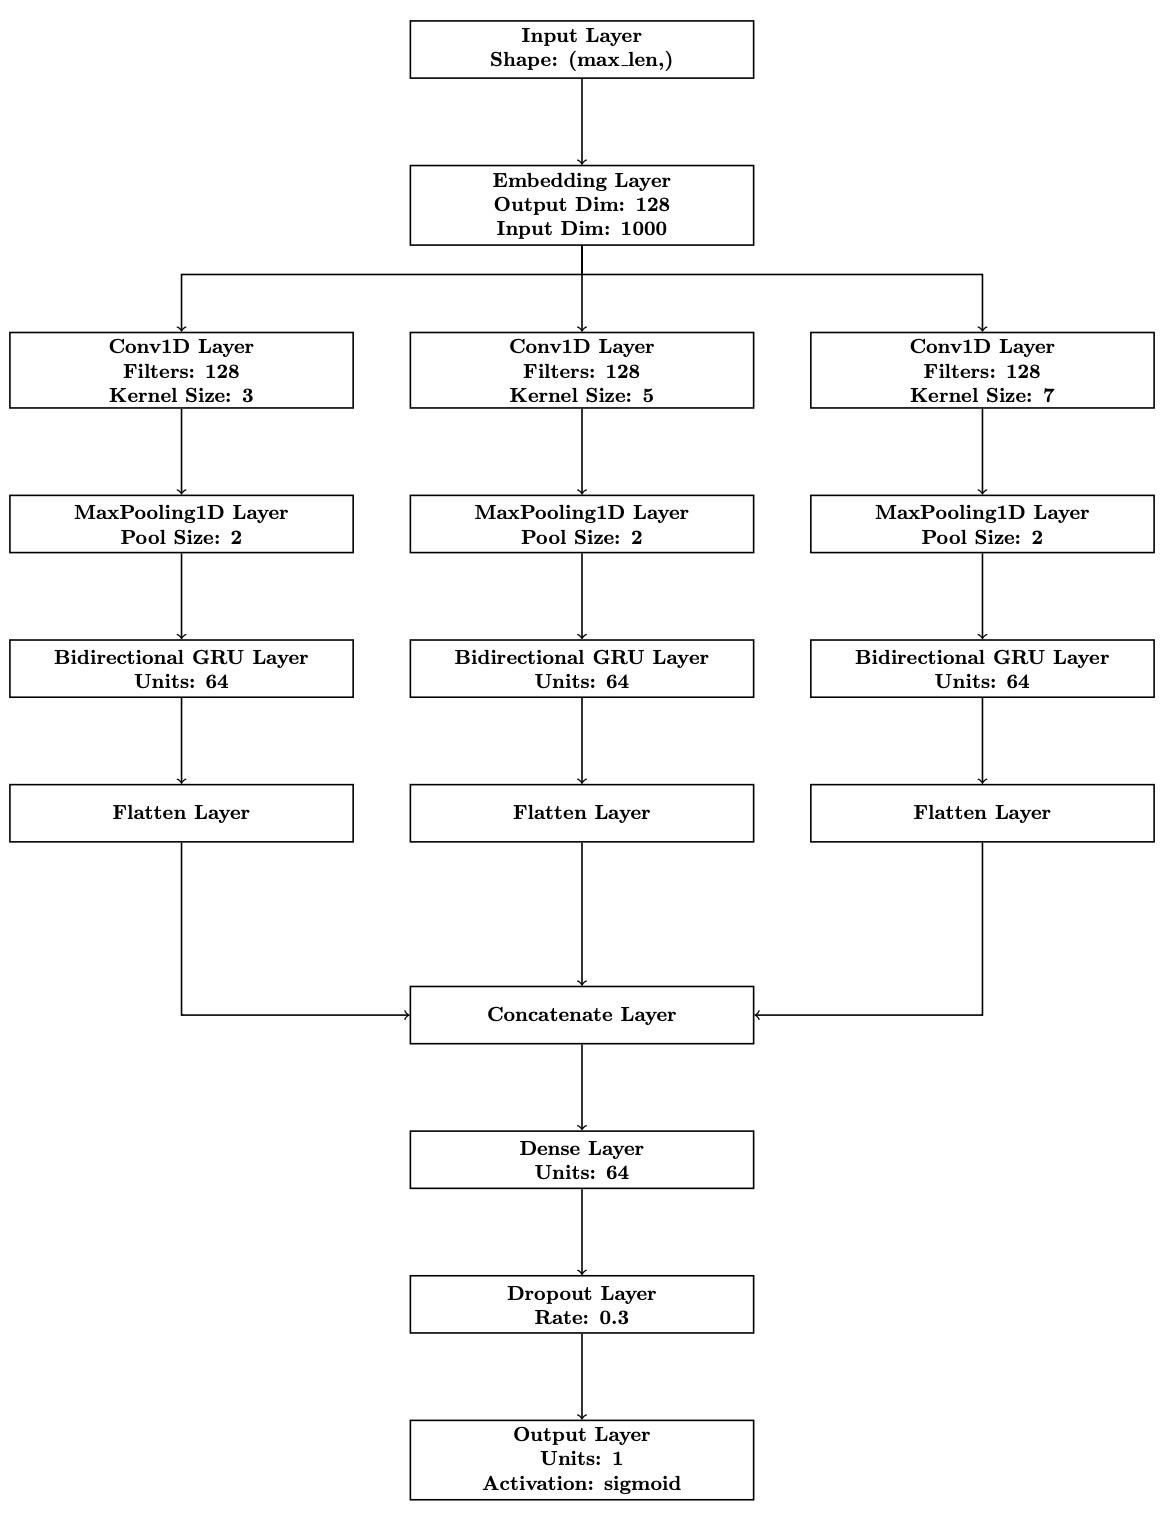 Input Layer
Shape: (max_len,)
Embedding Layer
Output Dim: 128
Input Dim: 1000
Conv1D Layer
Filters: 128
Kernel Size: 3
Conv1D Layer
Filters: 128
Kernel Size: 5
Conv1D Layer
Filters: 128
Kernel Size: 7
MaxPooling1D Layer
Pool Size: 2
MaxPooling1D Layer
Pool Size: 2
MaxPooling1D Layer
Pool Size: 2
Bidirectional GRU Layer
Units: 64
Bidirectional GRU Layer
Units: 64
Bidirectional GRU Layer
Units: 64
Flatten Layer
Flatten Layer
Flatten Layer
Concatenate Layer
Dense Layer
Units: 64
Dropout Layer
Rate: 0.3
Output Layer
Units: 1
Activation: sigmoid